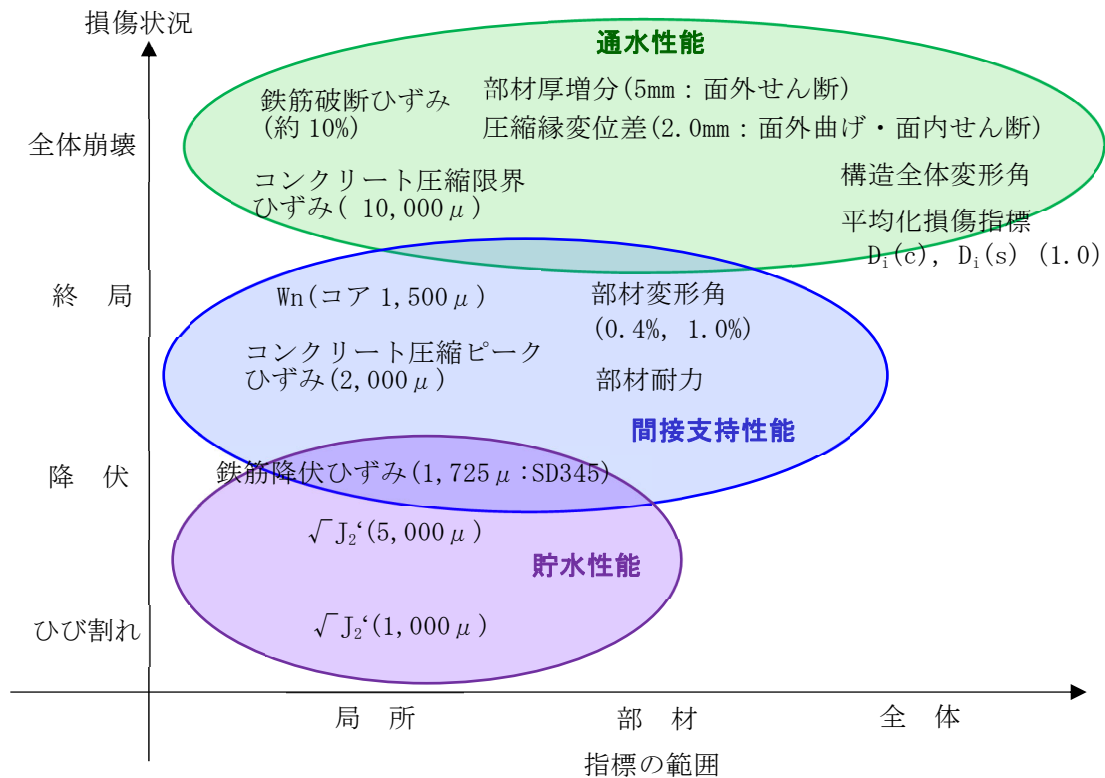 損傷状況
通水性能
鉄筋破断ひずみ
(約 10%)
部材厚増分(5mm：面外せん断)
圧縮縁変位差(2.0mm：面外曲げ・面内せん断)
全体崩壊
コンクリート圧縮限界
ひずみ( 10,000μ)
構造全体変形角
平均化損傷指標
Di(c), Di(s) (1.0)
終 局
Wn(コア 1,500μ)
部材変形角
(0.4%, 1.0%)
コンクリート圧縮ピーク
ひずみ(2,000μ)
部材耐力
間接支持性能
降 伏
鉄筋降伏ひずみ(1,725μ:SD345)
√J₂‘(5,000μ)
貯水性能
ひび割れ
√J₂‘(1,000μ)
局 所
部 材
全 体
指標の範囲